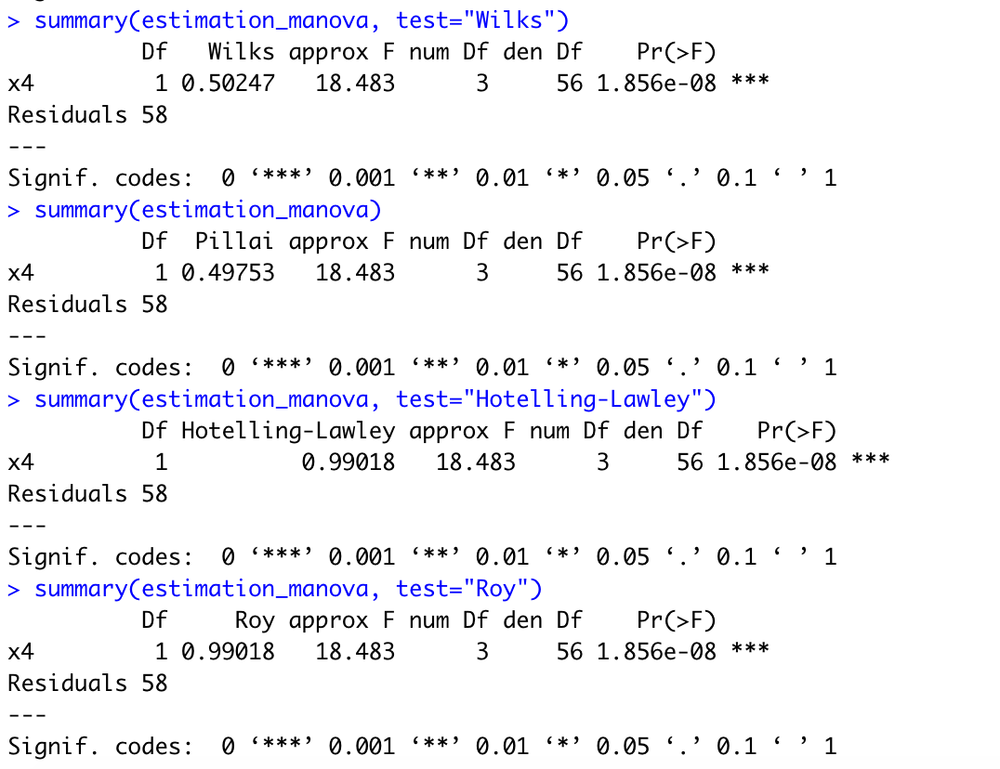 > summary(estimation_manova, test="Wilks")
          Df   Wilks approx F num Df den Df    Pr(>F)
x4         1 0.50247   18.483      3     56 1.856e-08 ***
Residuals 58
---
Signif. codes:  0 ‘***’ 0.001 ‘**’ 0.01 ‘*’ 0.05 ‘.’ 0.1 ‘ ’ 1
> summary(estimation_manova)
          Df  Pillai approx F num Df den Df    Pr(>F)
x4         1 0.49753   18.483      3     56 1.856e-08 ***
Residuals 58
---
Signif. codes:  0 ‘***’ 0.001 ‘**’ 0.01 ‘*’ 0.05 ‘.’ 0.1 ‘ ’ 1
> summary(estimation_manova, test="Hotelling-Lawley")
          Df Hotelling-Lawley approx F num Df den Df    Pr(>F)
x4         1          0.99018   18.483      3     56 1.856e-08 ***
Residuals 58
---
Signif. codes:  0 ‘***’ 0.001 ‘**’ 0.01 ‘*’ 0.05 ‘.’ 0.1 ‘ ’ 1
> summary(estimation_manova, test="Roy")
          Df     Roy approx F num Df den Df    Pr(>F)
x4         1 0.99018   18.483      3     56 1.856e-08 ***
Residuals 58
---
Signif. codes:  0 ‘***’ 0.001 ‘**’ 0.01 ‘*’ 0.05 ‘.’ 0.1 ‘ ’ 1